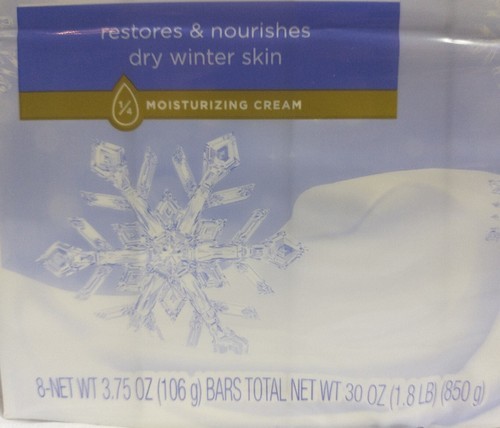 restores & nourishes
dry winter skin
1/4 MOISTURIZING CREAM
8-NET WT 3.75 OZ (106 g) BARS TOTAL NET WT 30 OZ (1.8 LB) (850 g)